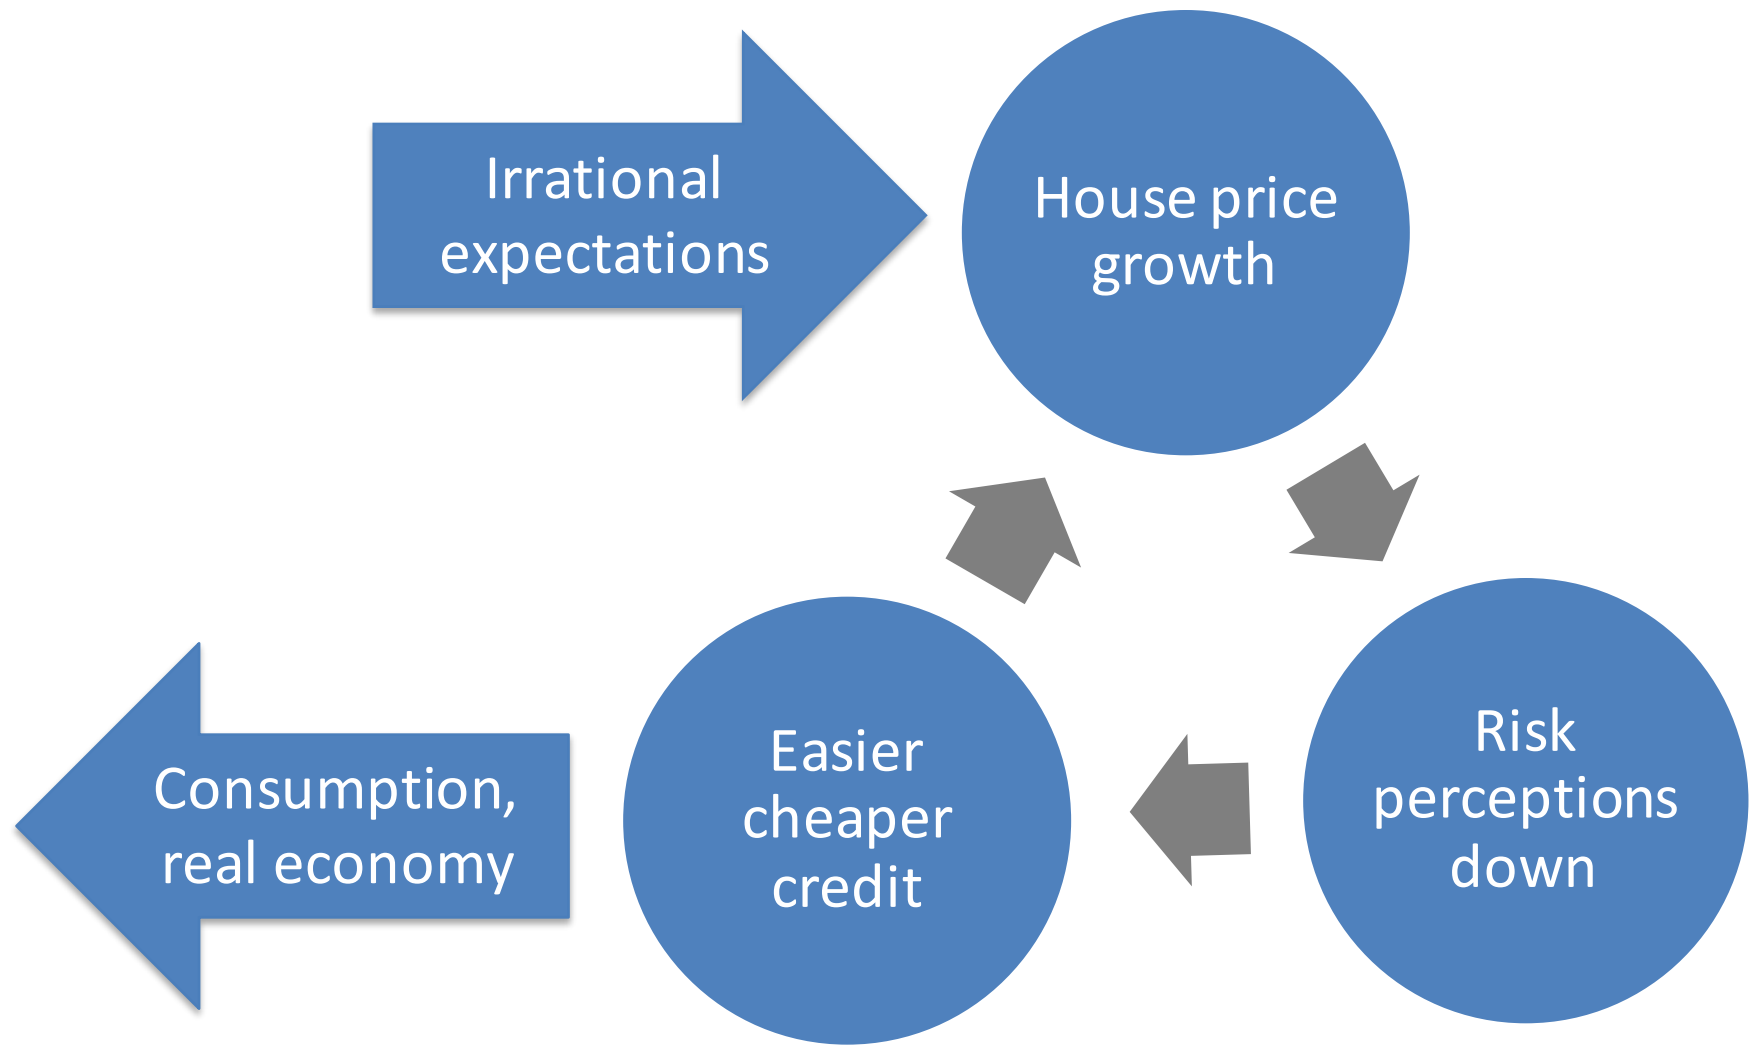 Irrational
expectations
House price
growth
Risk
perceptions
down
Easier
cheaper
credit
Consumption,
real economy